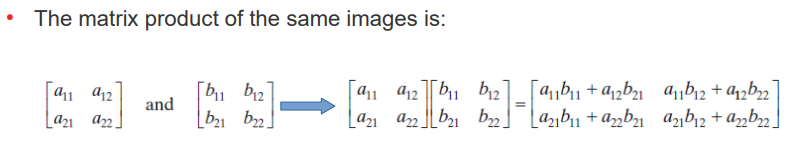 • The matrix product of the same images is:
[a₁₁ a₁₂] and [b₁₁ b₁₂] [a₁₁ a₁₂][b₁₁ b₁₂] = [a₁₁b₁₁ + a₁₂b₂₁ a₁₁b₁₂ + a₁₂b₂₂]
[a₂₁ a₂₂] [b₂₁ b₂₂] [a₂₁ a₂₂][b₂₁ b₂₂] [a₂₁b₁₁ + a₂₂b₂₁ a₂₁b₁₂ + a₂₂b₂₂]